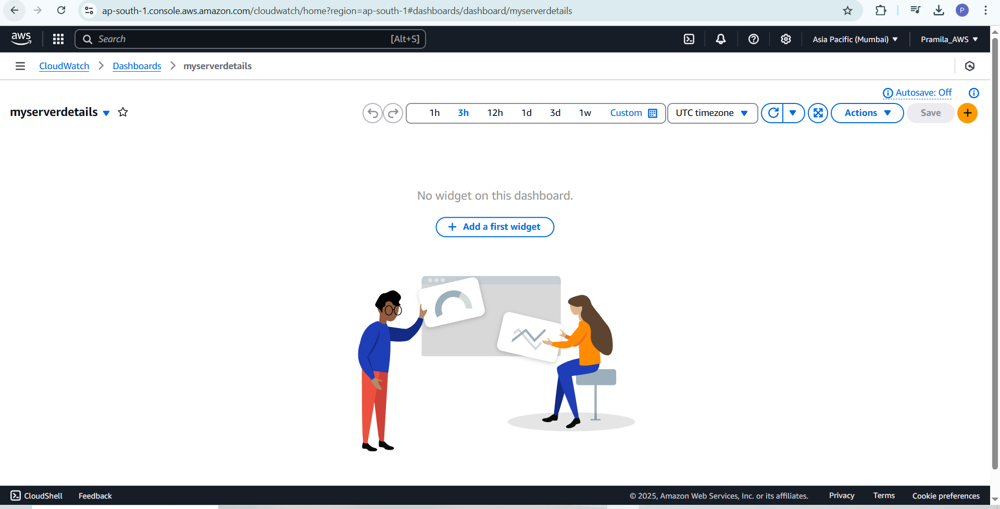 ap-south-1.console.aws.amazon.com/cloudwatch/home?region=ap-south-1#dashboards/dashboard/myserverdetails
P
aws
Search
[Alt+S]
Asia Pacific (Mumbai)
Pramila_AWS
CloudWatch
Dashboards
myserverdetails
Autosave: Off
myserverdetails
1h 3h 12h 1d 3d 1w Custom
UTC timezone
Actions
Save
No widget on this dashboard.
Add a first widget
CloudShell
Feedback
© 2025, Amazon Web Services, Inc. or its affiliates.
Privacy
Terms
Cookie preferences